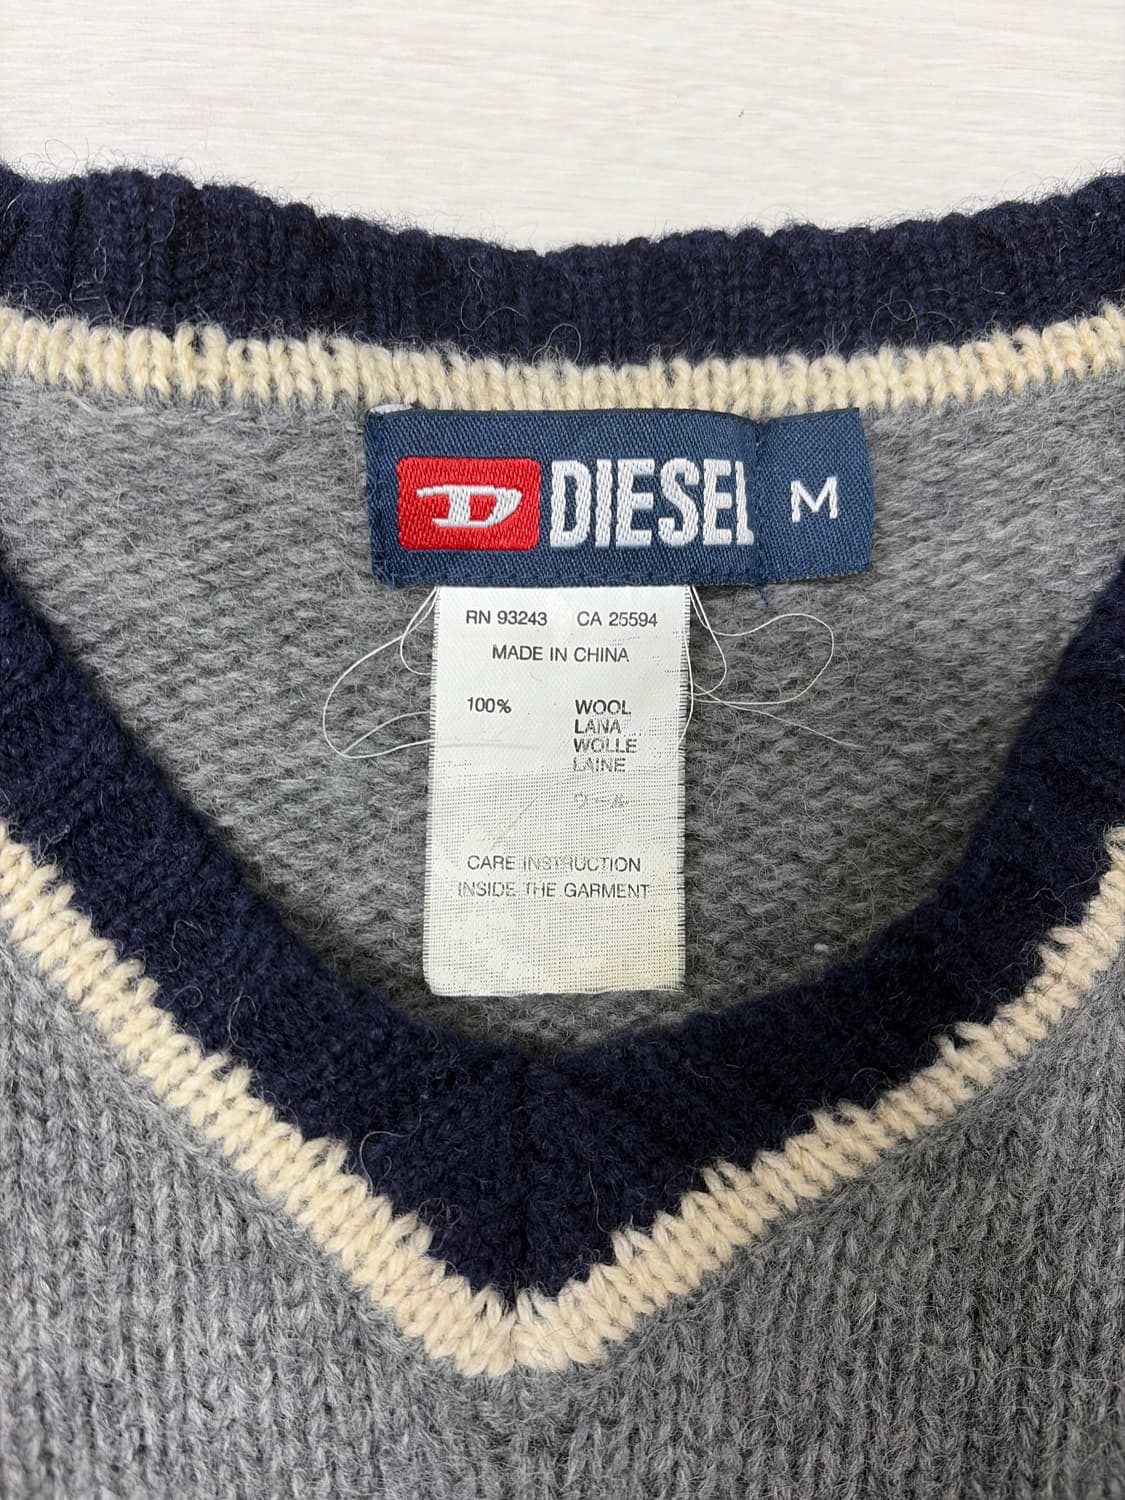 D DIESEL M
RN 93243 CA 25594
MADE IN CHINA
100% WOOL
LANA
WOLLE
LAINE
CARE INSTRUCTION
INSIDE THE GARMENT